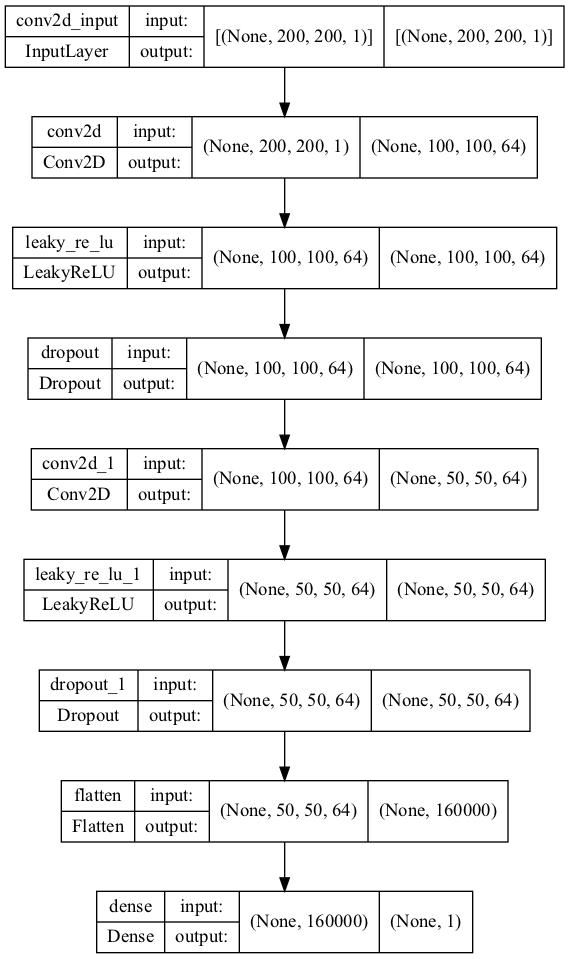 conv2d_input input: [(None, 200, 200, 1)] [(None, 200, 200, 1)]
InputLayer output:
conv2d input: (None, 200, 200, 1) (None, 100, 100, 64)
Conv2D output:
leaky_re_lu input: (None, 100, 100, 64) (None, 100, 100, 64)
LeakyReLU output:
dropout input: (None, 100, 100, 64) (None, 100, 100, 64)
Dropout output:
conv2d_1 input: (None, 100, 100, 64) (None, 50, 50, 64)
Conv2D output:
leaky_re_lu_1 input: (None, 50, 50, 64) (None, 50, 50, 64)
LeakyReLU output:
dropout_1 input: (None, 50, 50, 64) (None, 50, 50, 64)
Dropout output:
flatten input: (None, 50, 50, 64) (None, 160000)
Flatten output:
dense input: (None, 160000) (None, 1)
Dense output: